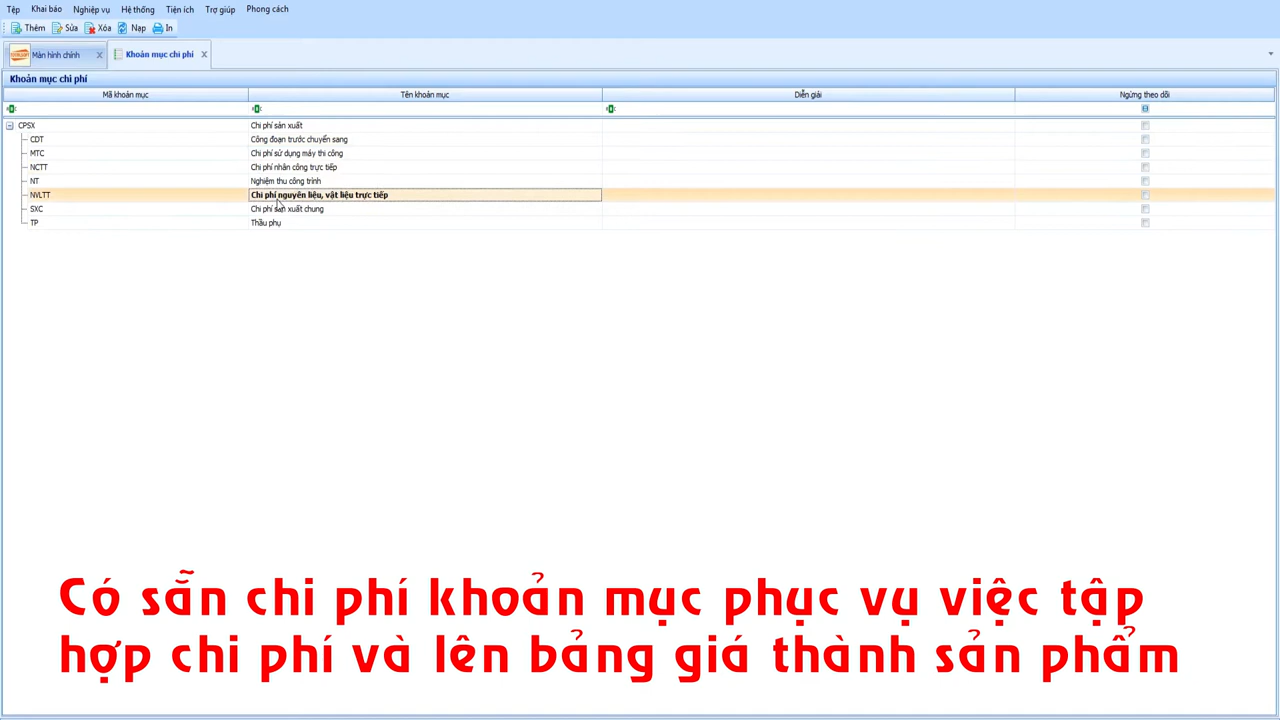 Tệp Khai báo Nghiệp vụ Hệ thống Tiện ích Trợ giúp Phong cách
Thêm Sửa Xóa Nạp In
Màn hình chính Khoản mục chi phí
Khoản mục chi phí
Mã khoản mục Tên khoản mục Diễn giải Ngừng theo dõi
CPSX Chi phí sản xuất
CDT Công đoạn trước chuyển sang
MTC Chi phí sử dụng máy thi công
NCTT Chi phí nhân công trực tiếp
NT Nghiệm thu công trình
NVLTT Chi phí nguyên liệu, vật liệu trực tiếp
SXC Chi phí sản xuất chung
TP Thầu phụ
Có sẵn chi phí khoản mục phục vụ việc tập
hợp chi phí và lên bảng giá thành sản phẩm